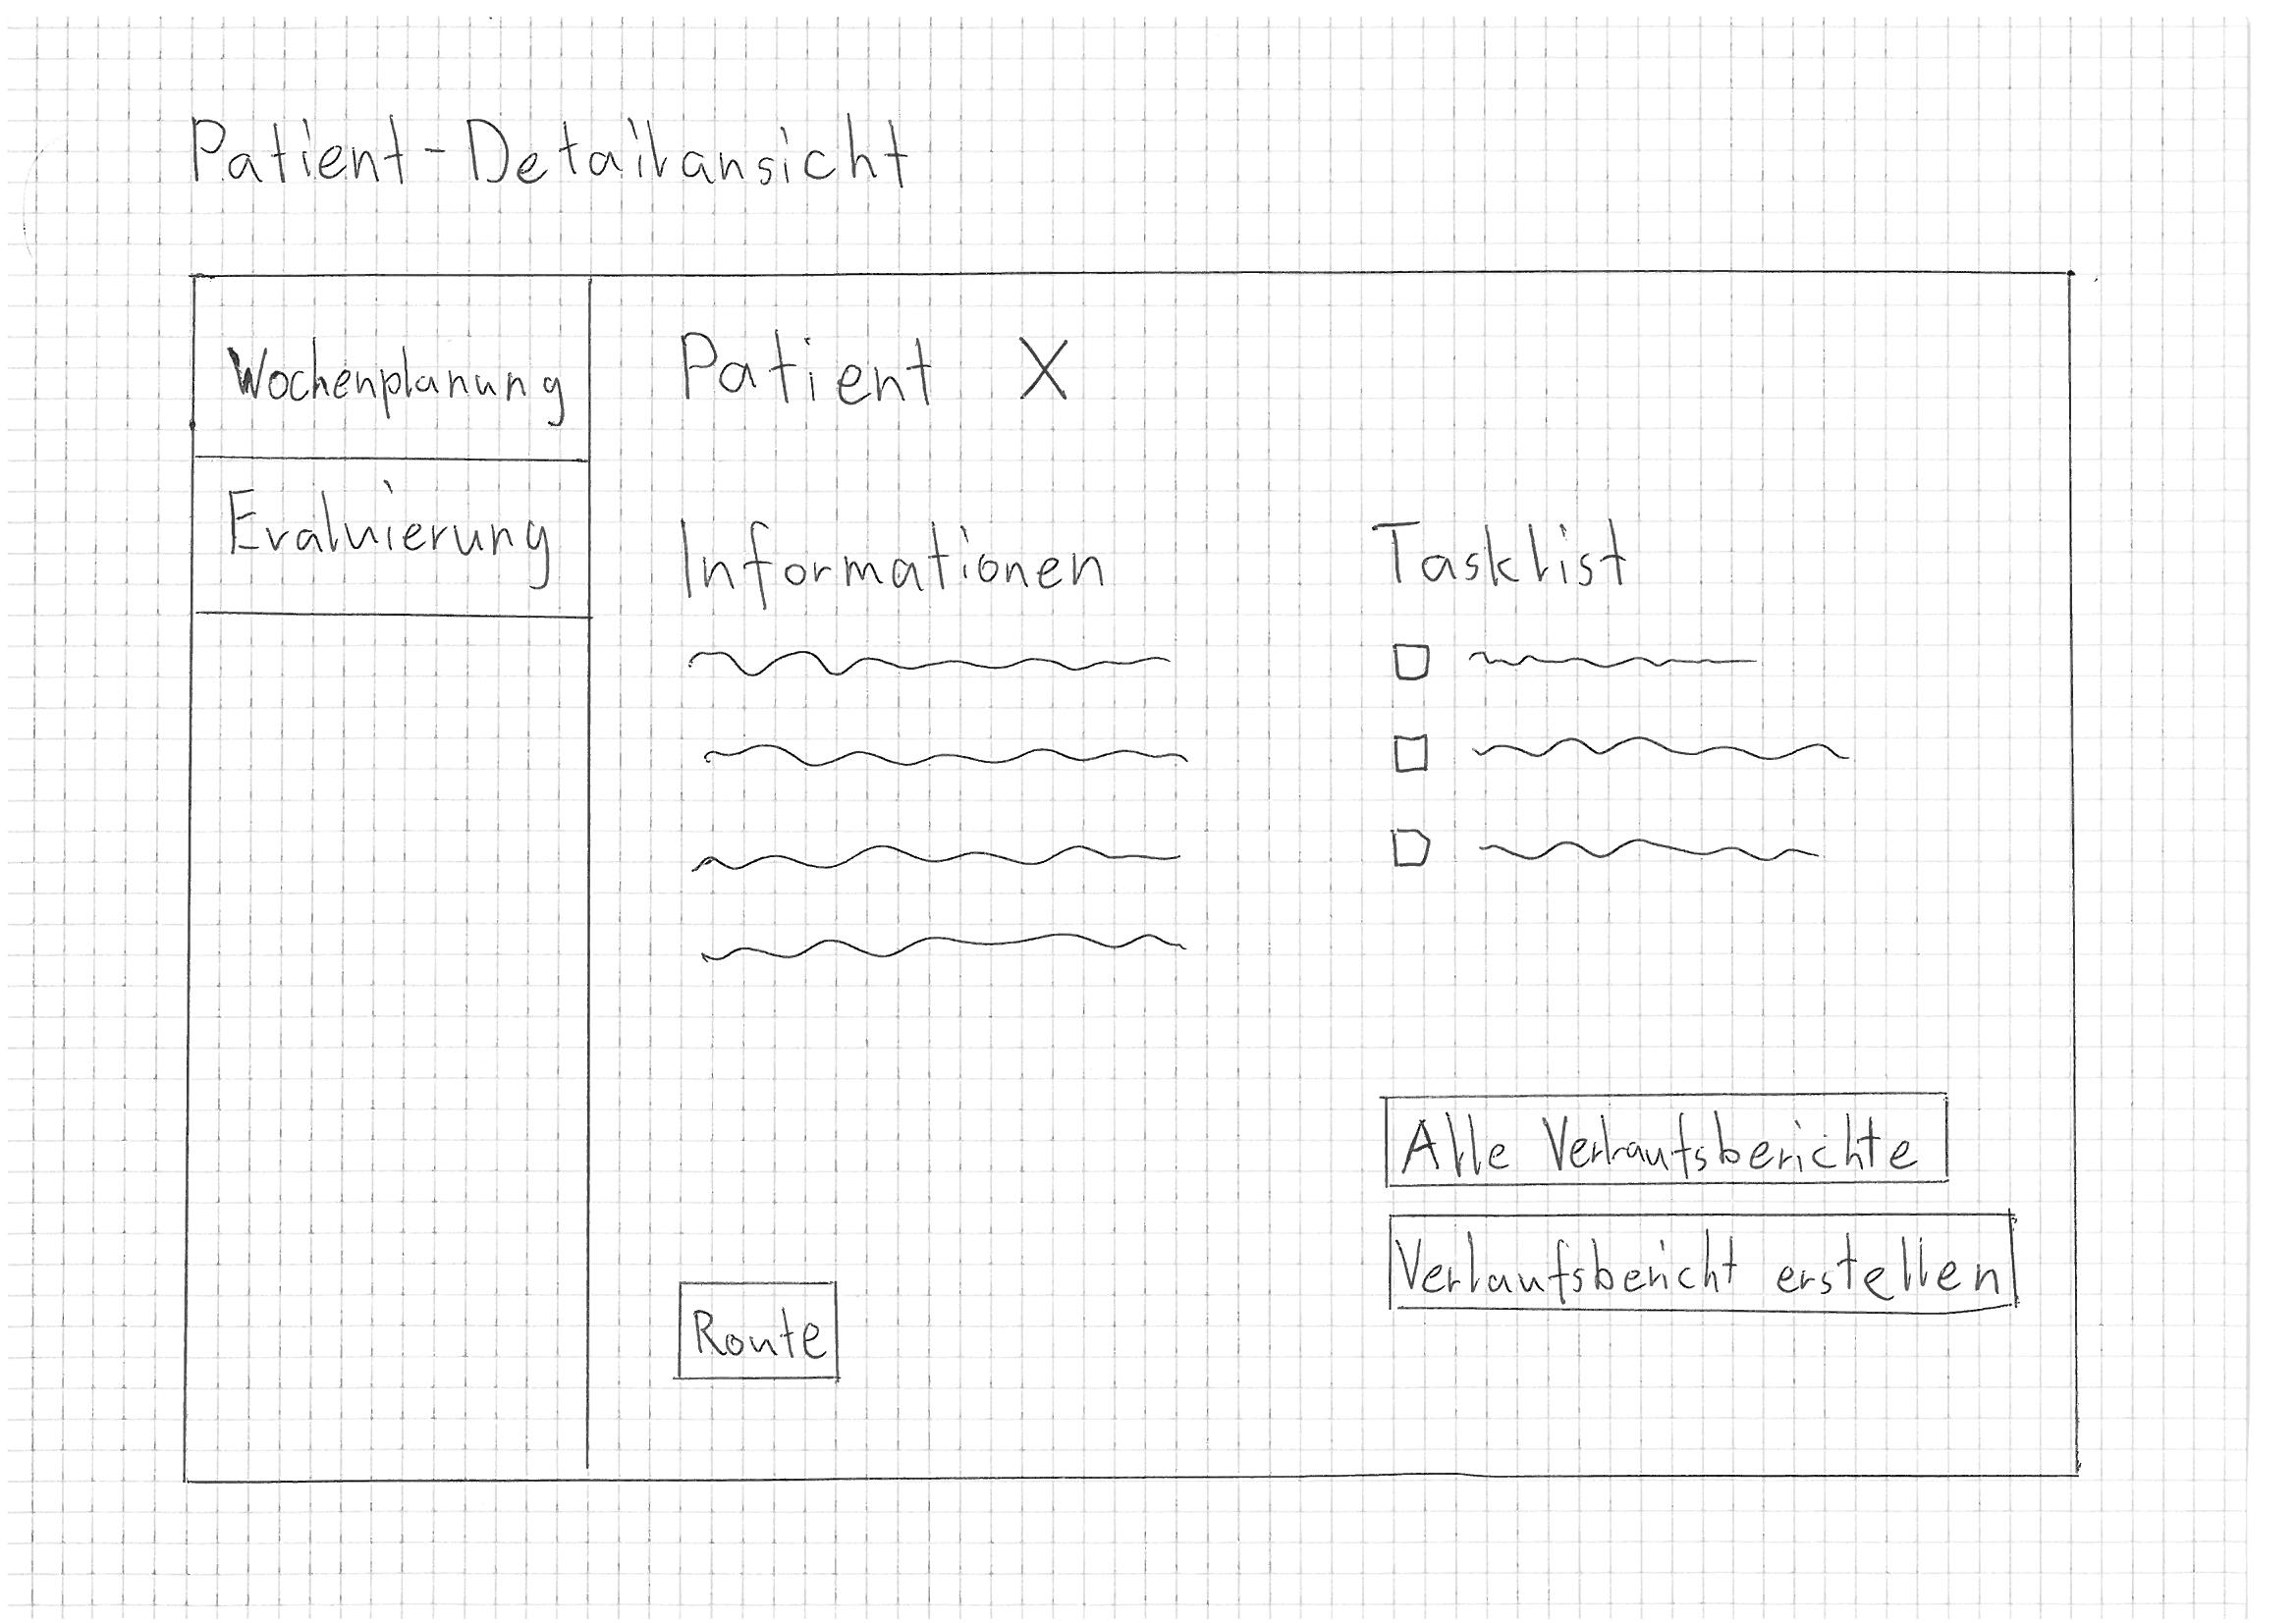 Patient-Detailansicht
Wochenplanung
Evaluierung
Patient X
Informationen
Tasklist
Alle Verlaufsberichte
Verlaufsbericht erstellen
Route